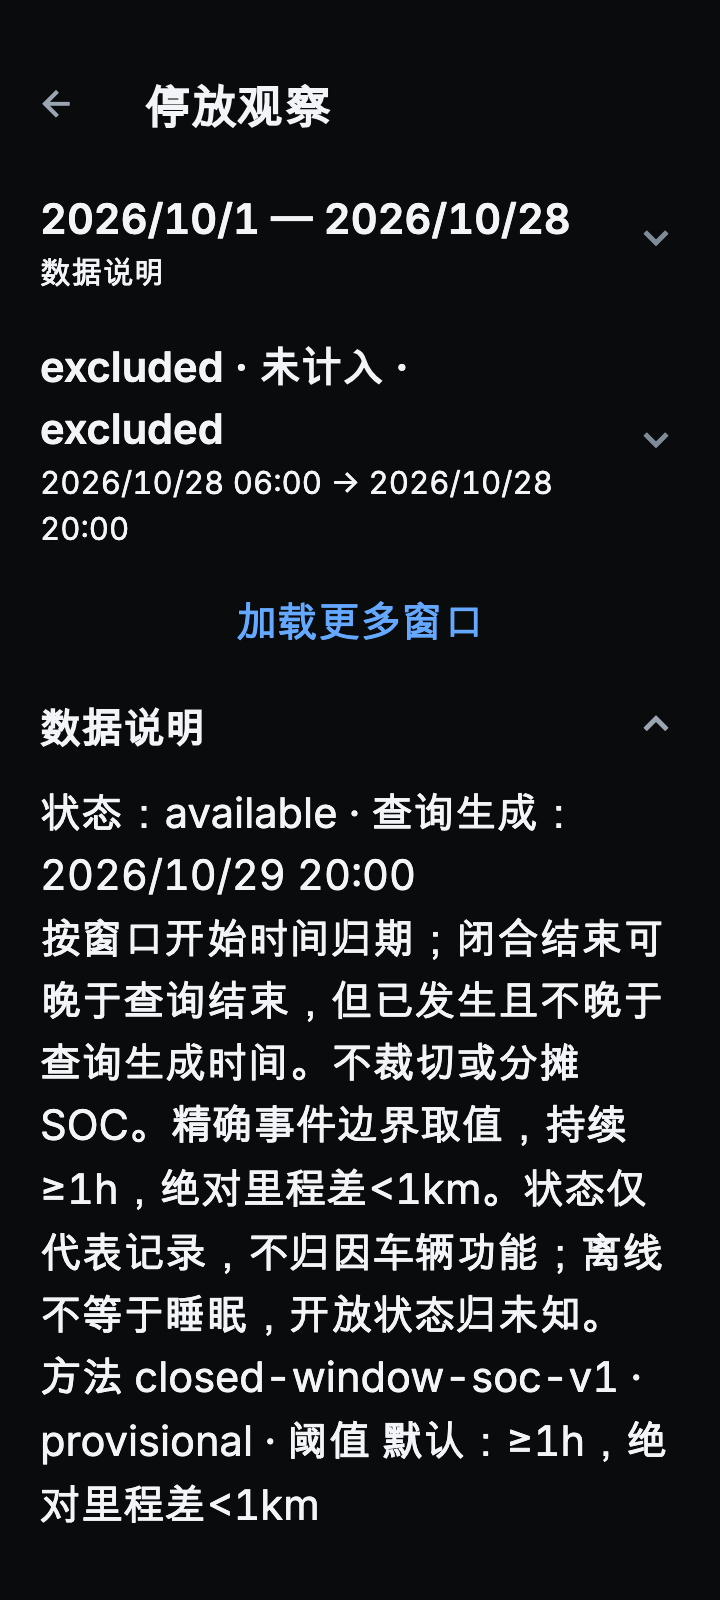 停放观察
2026/10/1 — 2026/10/28
数据说明
excluded · 未计入 ·
excluded
2026/10/28 06:00 → 2026/10/28
20:00
加载更多窗口
数据说明
状态：available · 查询生成：
2026/10/29 20:00
按窗口开始时间归期；闭合结束可
晚于查询结束，但已发生且不晚于
查询生成时间。不裁切或分摊
SOC。精确事件边界取值，持续
≥1h，绝对里程差<1km。状态仅
代表记录，不归因车辆功能；离线
不等于睡眠，开放状态归未知。
方法 closed-window-soc-v1 ·
provisional · 阈值 默认：≥1h，绝
对里程差<1km